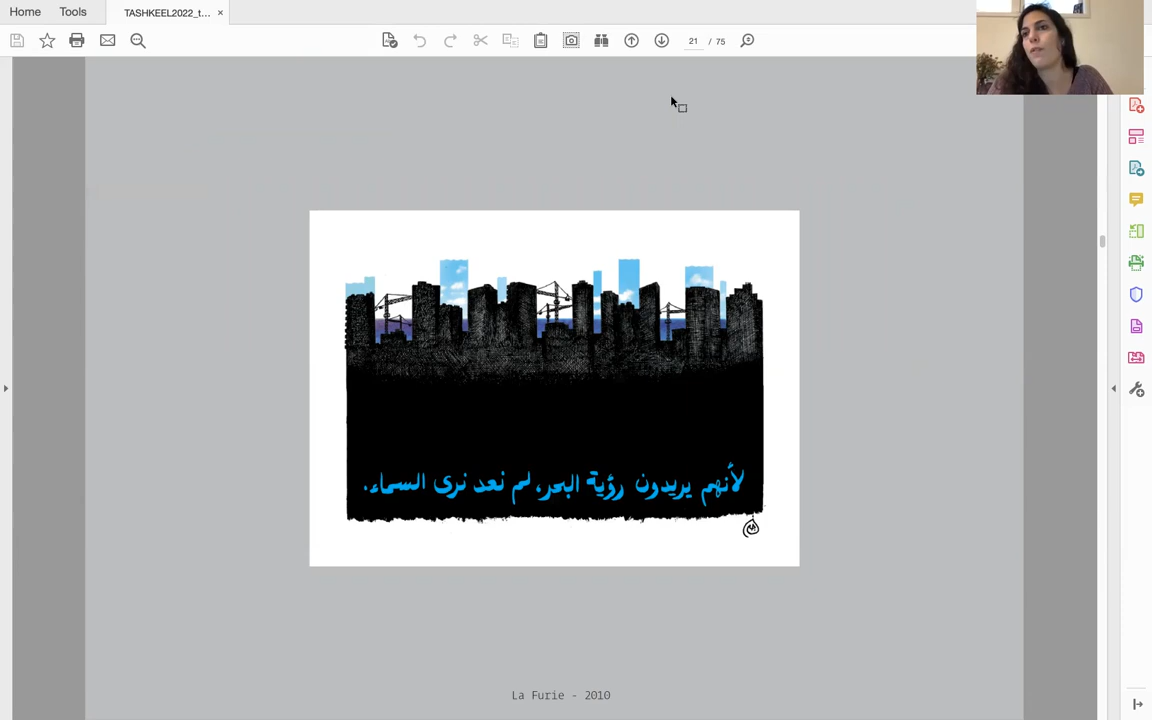 Home Tools TASHKEEL2022_t... ×
21 / 75
لأنهم يريدون رؤية البحر، لم نعد نرى السماء.
La Furie - 2010